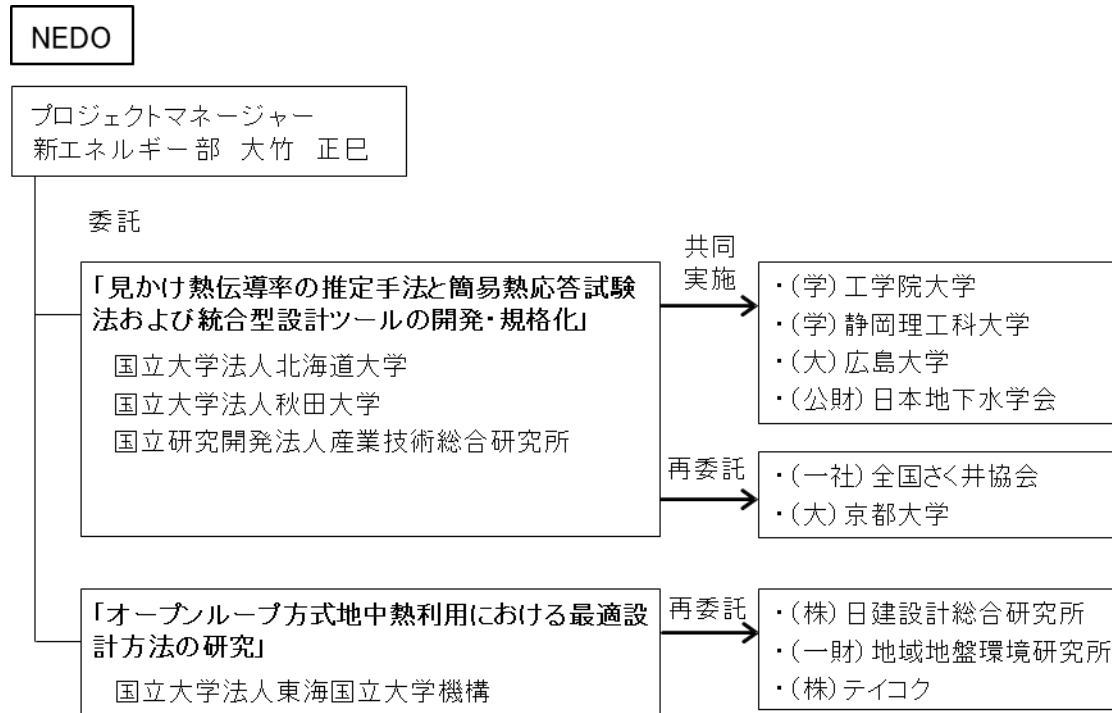 NEDO
プロジェクトマネージャー
新エネルギー部 大竹 正巳
委託
「見かけ熱伝導率の推定手法と簡易熱応答試験
法および統合型設計ツールの開発・規格化」
国立大学法人北海道大学
国立大学法人秋田大学
国立研究開発法人産業技術総合研究所
共同
実施
・(学)工学院大学
・(学)静岡理工科大学
・(大)広島大学
・(公財)日本地下水学会
再委託
・(一社)全国さく井協会
・(大)京都大学
「オープンループ方式地中熱利用における最適設
計方法の研究」
国立大学法人東海国立大学機構
再委託
・(株)日建設計総合研究所
・(一財)地域地盤環境研究所
・(株)テイコク